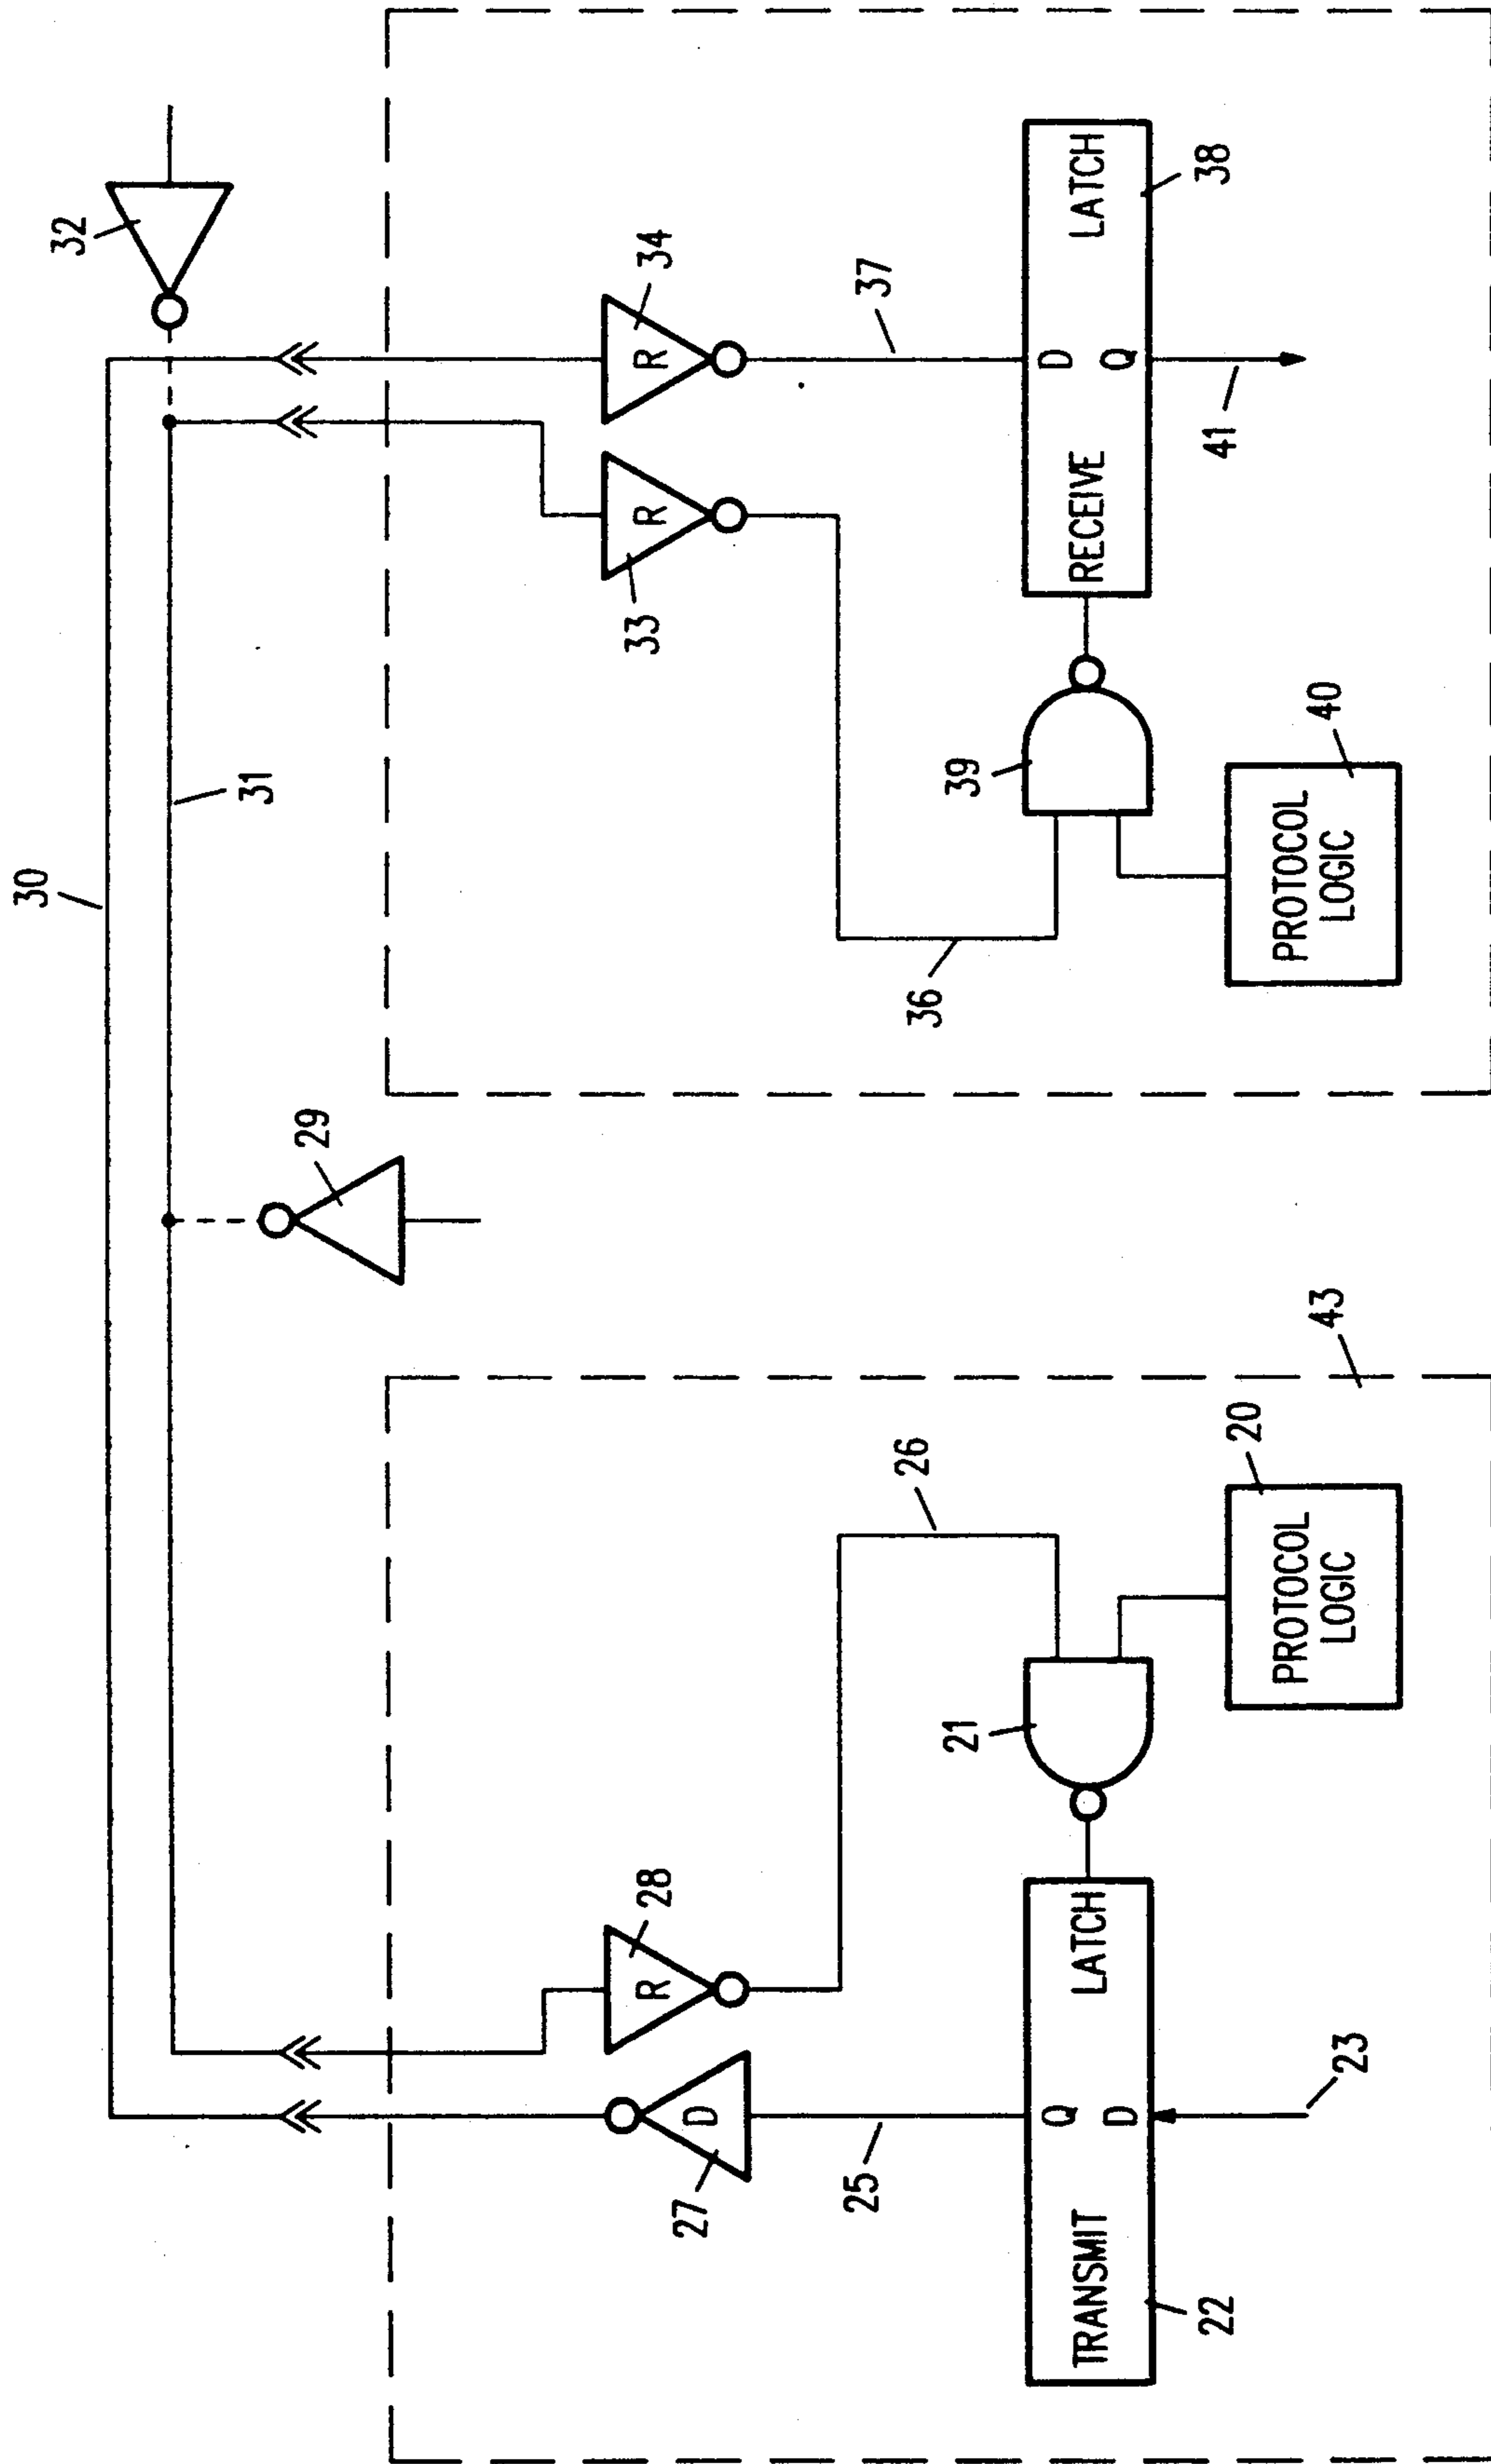 30
32
31
29
34
R
33
R
37
36
RECEIVE LATCH
D
Q
38
39
41
PROTOCOL
LOGIC
40
43
28
R
27
D
26
25
TRANSMIT LATCH
Q
D
22
21
23
PROTOCOL
LOGIC
20